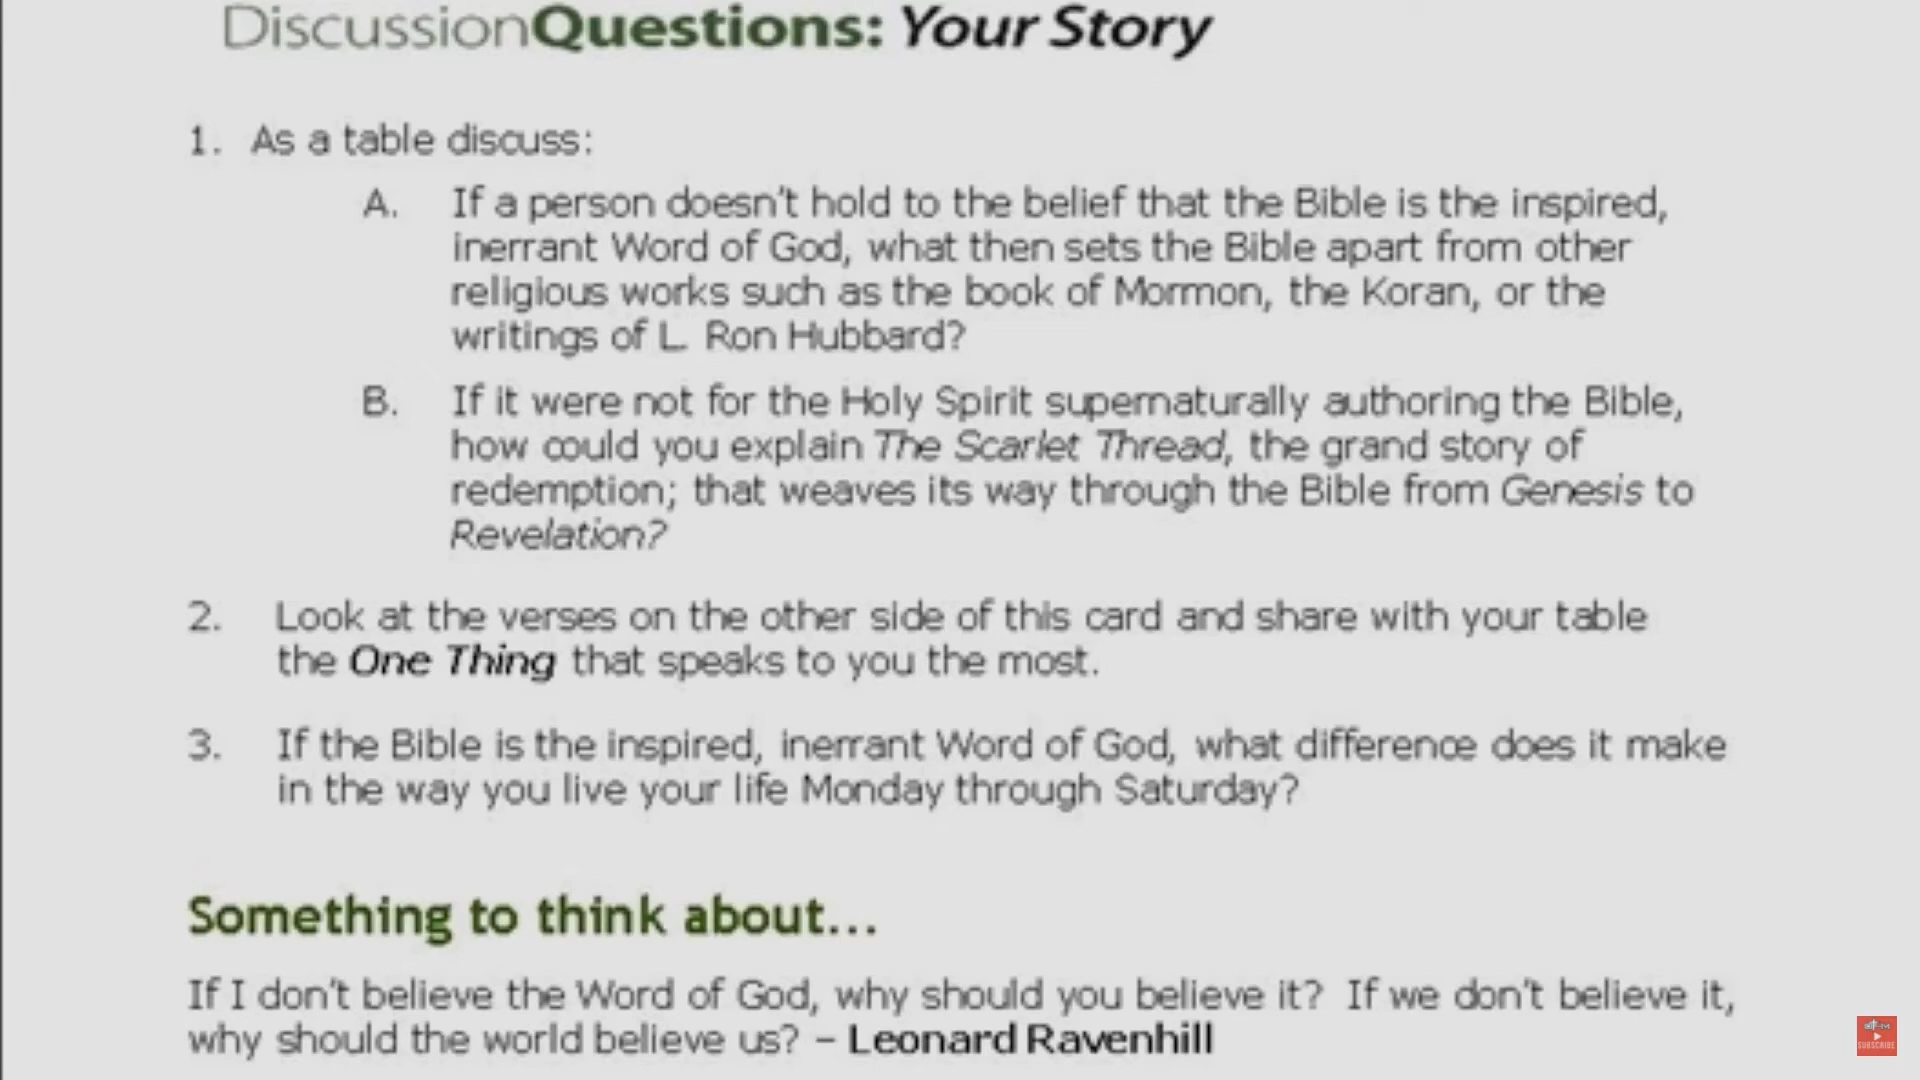 DiscussionQuestions: Your Story
1. As a table discuss:
A. If a person doesn't hold to the belief that the Bible is the inspired,
inerrant Word of God, what then sets the Bible apart from other
religious works such as the book of Mormon, the Koran, or the
writings of L. Ron Hubbard?
B. If it were not for the Holy Spirit supernaturally authoring the Bible,
how could you explain The Scarlet Thread, the grand story of
redemption; that weaves its way through the Bible from Genesis to
Revelation?
2. Look at the verses on the other side of this card and share with your table
the One Thing that speaks to you the most.
3. If the Bible is the inspired, inerrant Word of God, what difference does it make
in the way you live your life Monday through Saturday?
Something to think about...
If I don't believe the Word of God, why should you believe it? If we don't believe it,
why should the world believe us? – Leonard Ravenhill
SUBSCRIBE